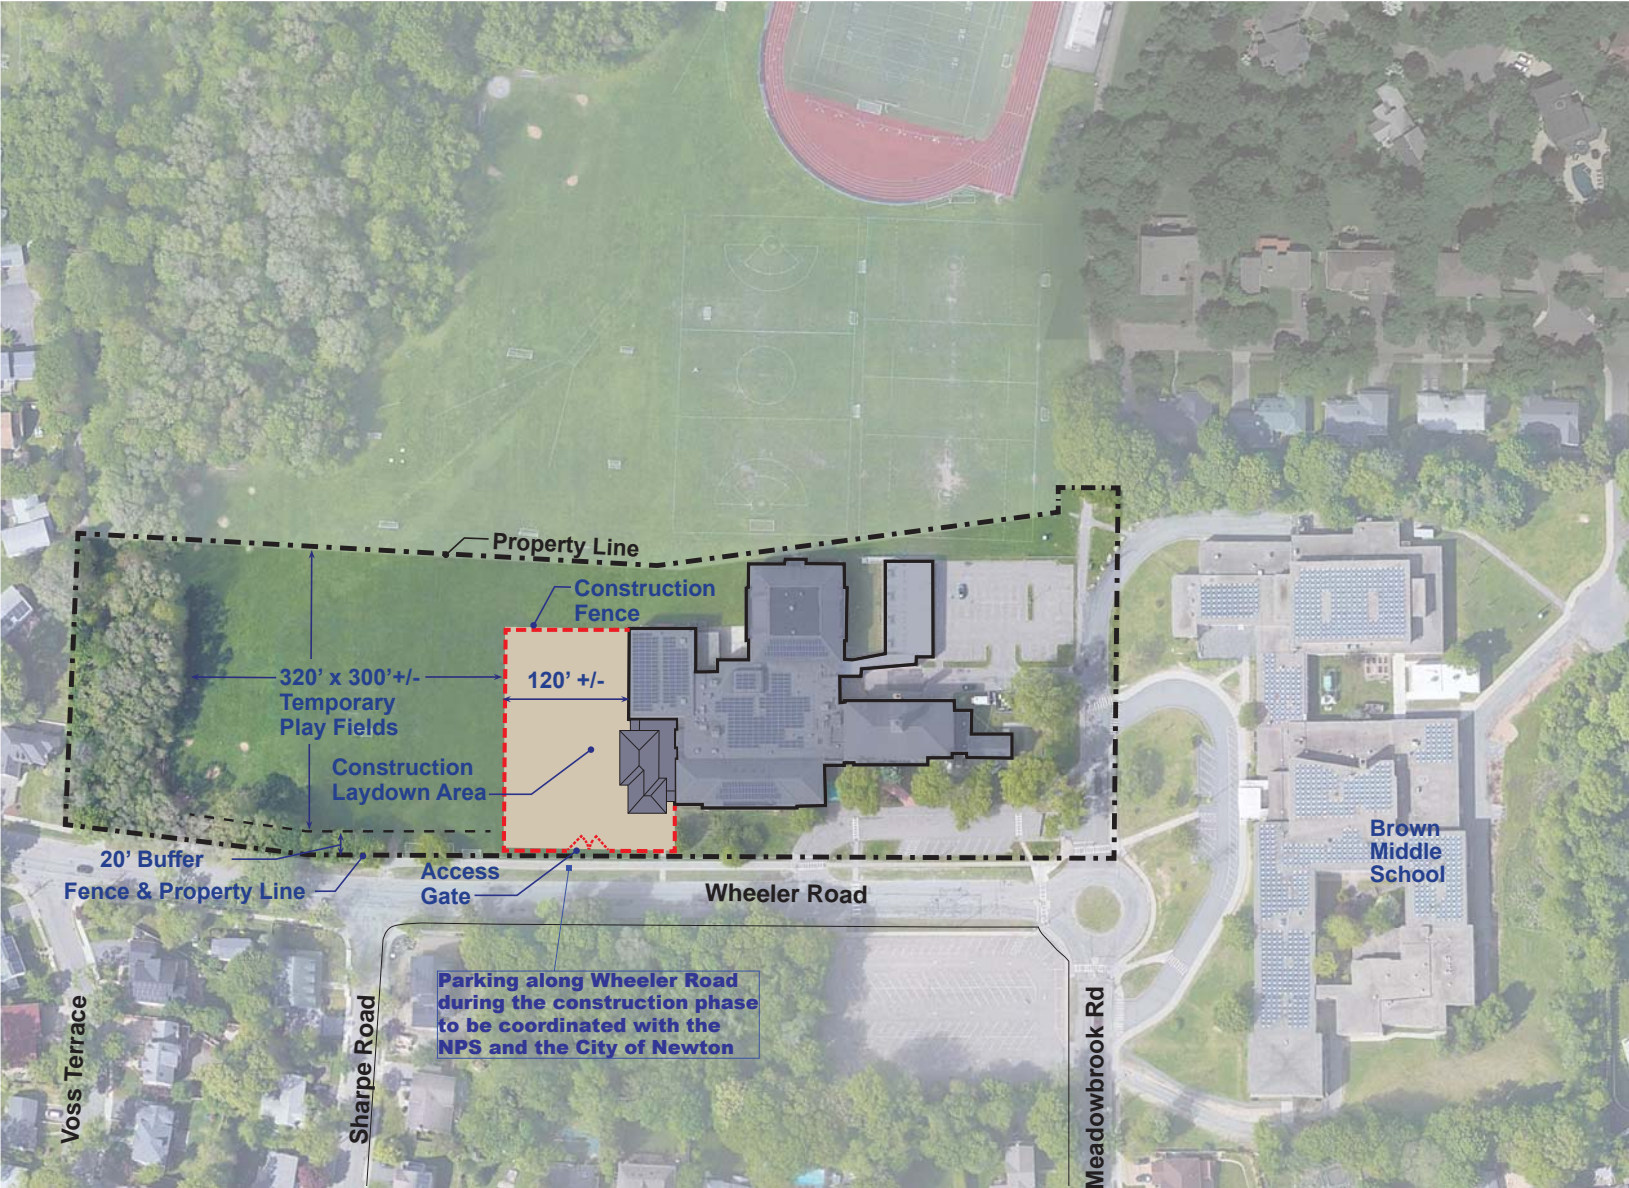 Property Line
Construction
Fence
320’ x 300’+/-
Temporary
Play Fields
120’ +/-
Construction
Laydown Area
20’ Buffer
Fence & Property Line
Access
Gate
Wheeler Road
Brown
Middle
School
Parking along Wheeler Road
during the construction phase
to be coordinated with the
NPS and the City of Newton
Voss Terrace
Sharpe Road
Meadowbrook Rd